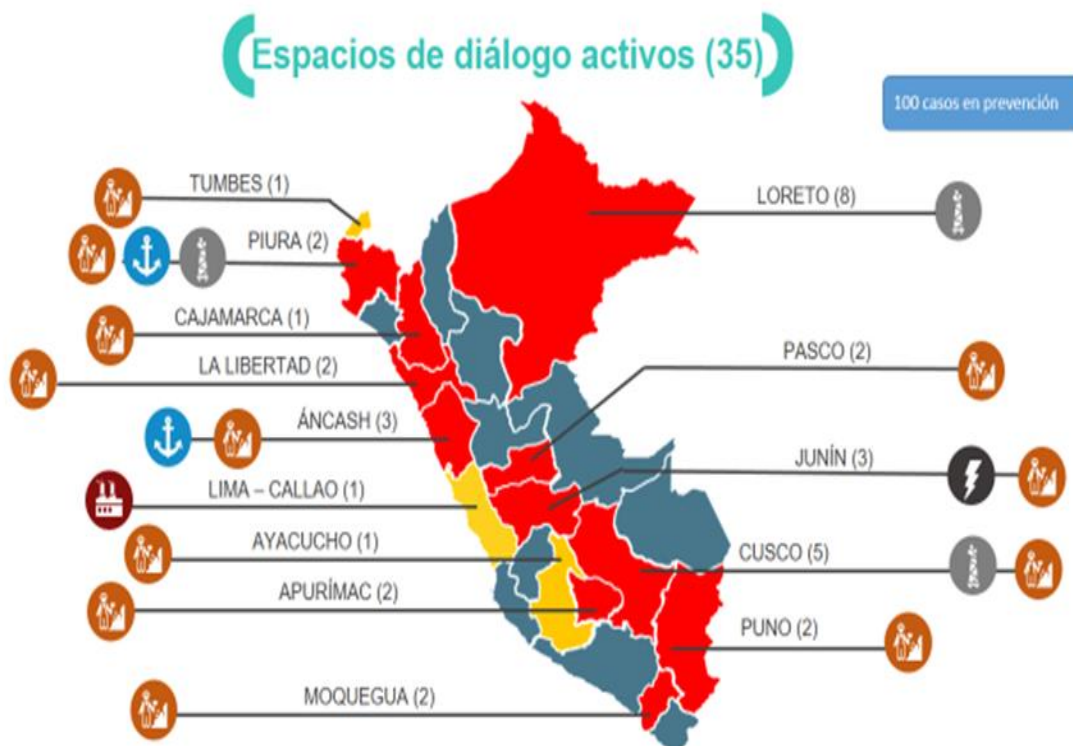 Espacios de diálogo activos (35)
100 casos en prevención
TUMBES (1)
LORETO (8)
PIURA (2)
CAJAMARCA (1)
LA LIBERTAD (2)
PASCO (2)
ÁNCASH (3)
JUNÍN (3)
LIMA – CALLAO (1)
AYACUCHO (1)
CUSCO (5)
APURÍMAC (2)
PUNO (2)
MOQUEGUA (2)